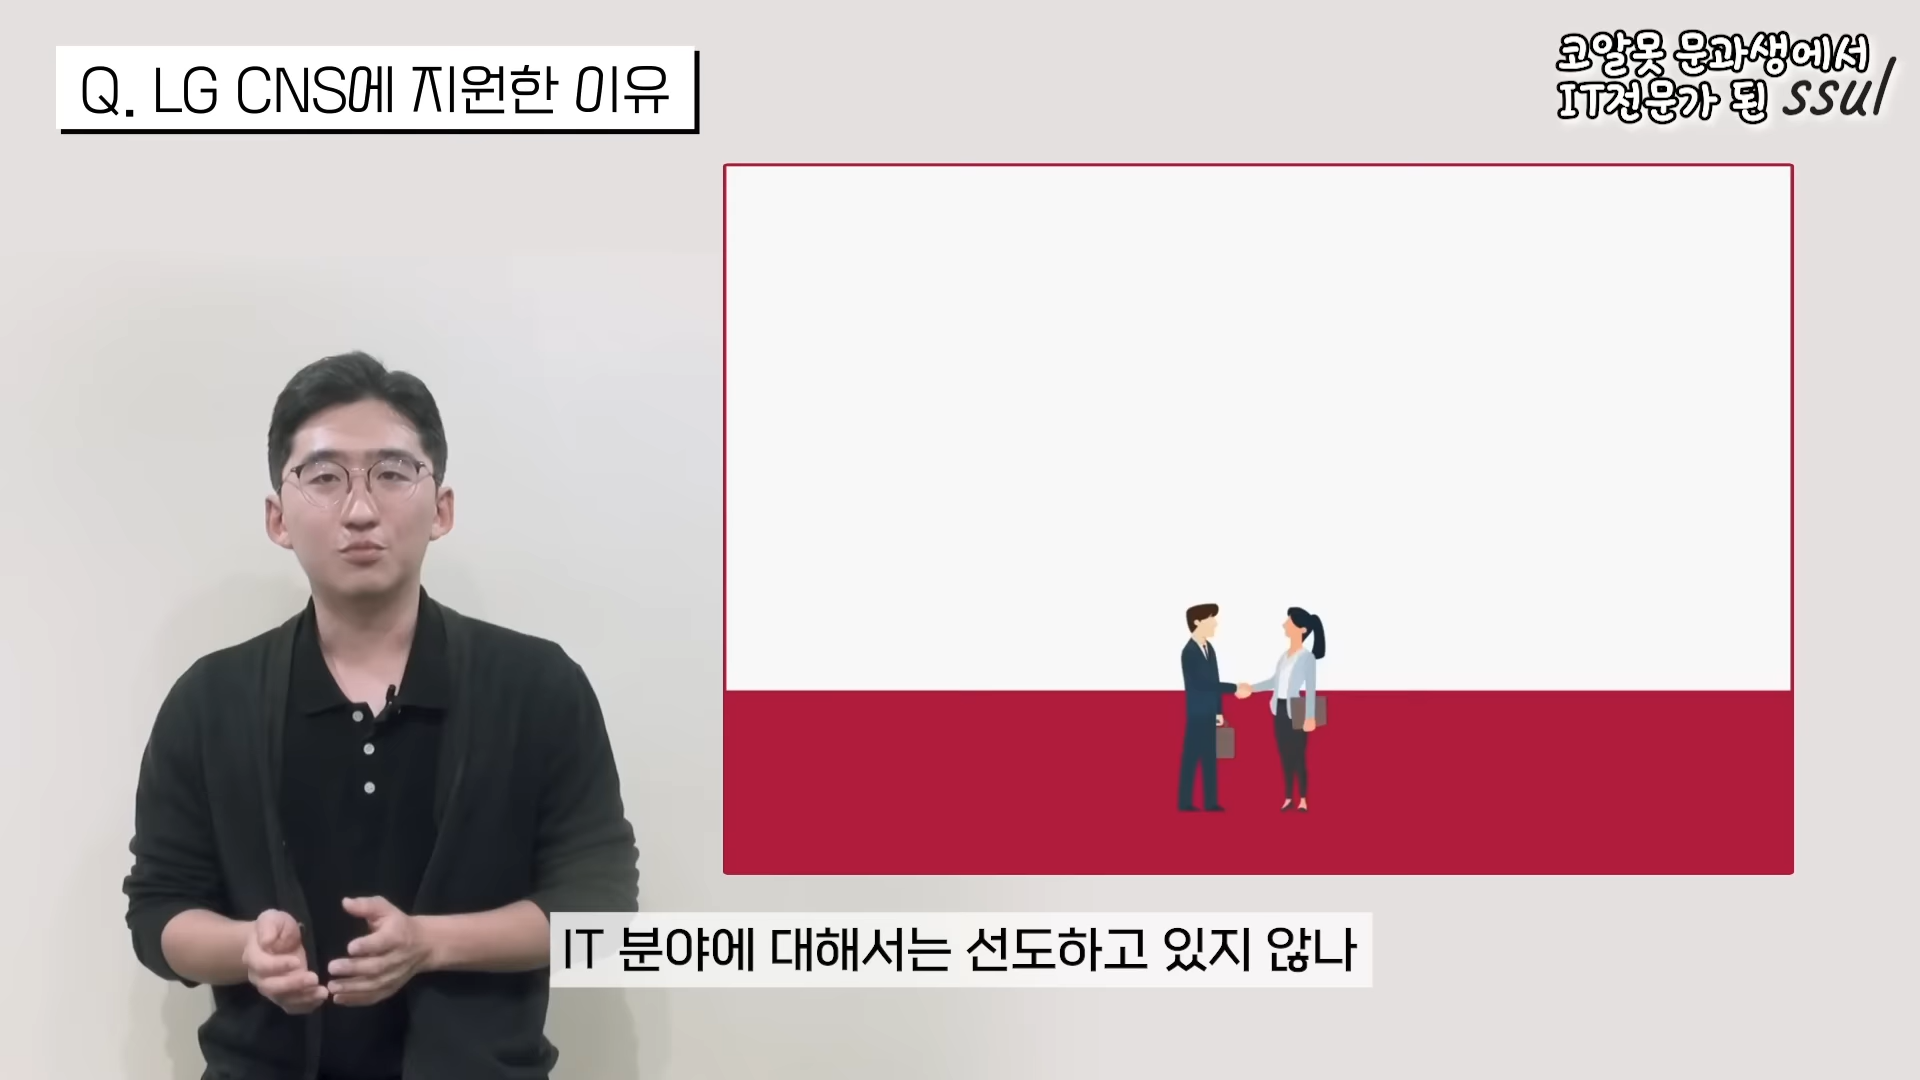 Q. LG CNS에 지원한 이유
코알못 문과생에서
IT전문가 된 ssul
IT 분야에 대해서는 선도하고 있지 않나